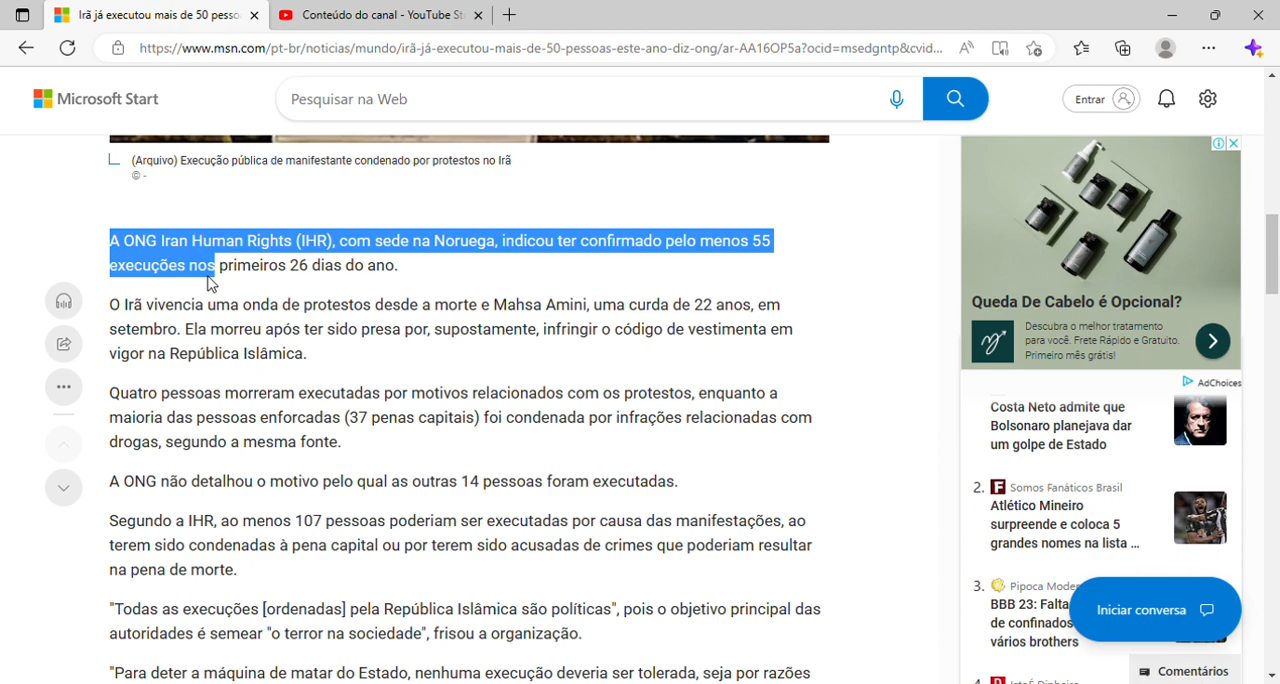 Irã já executou mais de 50 pesso
Conteúdo do canal - YouTube St
https://www.msn.com/pt-br/noticias/mundo/irã-já-executou-mais-de-50-pessoas-este-ano-diz-ong/ar-AA16OP5a?ocid=msedgntp&cvid...
Microsoft Start
Pesquisar na Web
Entrar
(Arquivo) Execução pública de manifestante condenado por protestos no Irã
© -
A ONG Iran Human Rights (IHR), com sede na Noruega, indicou ter confirmado pelo menos 55
execuções nos primeiros 26 dias do ano.
O Irã vivencia uma onda de protestos desde a morte e Mahsa Amini, uma curda de 22 anos, em
setembro. Ela morreu após ter sido presa por, supostamente, infringir o código de vestimenta em
vigor na República Islâmica.
Quatro pessoas morreram executadas por motivos relacionados com os protestos, enquanto a
maioria das pessoas enforcadas (37 penas capitais) foi condenada por infrações relacionadas com
drogas, segundo a mesma fonte.
A ONG não detalhou o motivo pelo qual as outras 14 pessoas foram executadas.
Segundo a IHR, ao menos 107 pessoas poderiam ser executadas por causa das manifestações, ao
terem sido condenadas à pena capital ou por terem sido acusadas de crimes que poderiam resultar
na pena de morte.
"Todas as execuções [ordenadas] pela República Islâmica são políticas", pois o objetivo principal das
autoridades é semear "o terror na sociedade", frisou a organização.
"Para deter a máquina de matar do Estado, nenhuma execução deveria ser tolerada, seja por razões
Queda De Cabelo é Opcional?
Descubra o melhor tratamento
para você. Frete Rápido e Gratuito.
Primeiro mês grátis!
AdChoices
Costa Neto admite que
Bolsonaro planejava dar
um golpe de Estado
2. Somos Fanáticos Brasil
Atlético Mineiro
surpreende e coloca 5
grandes nomes na lista ...
3. Pipoca Moder
BBB 23: Falta
de confinados
vários brothers
Iniciar conversa
Comentários
4.